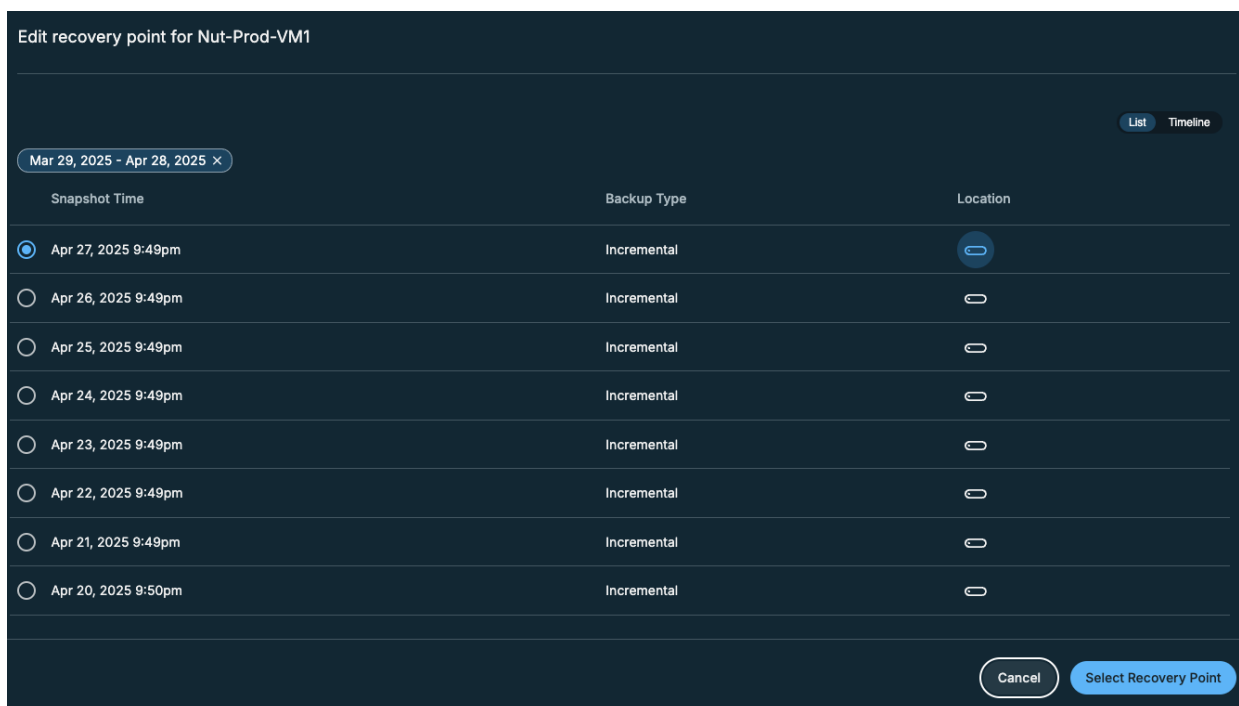 Edit recovery point for Nut-Prod-VM1
List Timeline
Mar 29, 2025 - Apr 28, 2025 ×
Snapshot Time Backup Type Location
Apr 27, 2025 9:49pm Incremental
Apr 26, 2025 9:49pm Incremental
Apr 25, 2025 9:49pm Incremental
Apr 24, 2025 9:49pm Incremental
Apr 23, 2025 9:49pm Incremental
Apr 22, 2025 9:49pm Incremental
Apr 21, 2025 9:49pm Incremental
Apr 20, 2025 9:50pm Incremental
Cancel Select Recovery Point